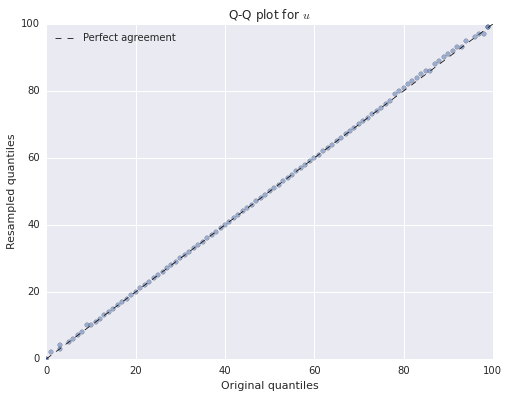 Q-Q plot for u
Perfect agreement
100
80
60
40
20
0
Resampled quantiles
0 20 40 60 80 100
Original quantiles